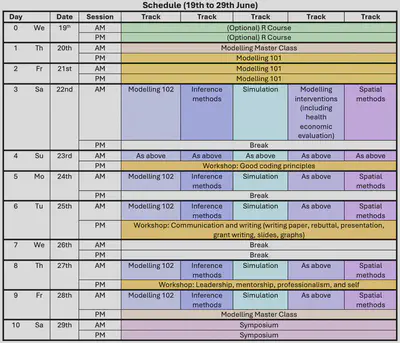 Schedule (19th to 29th June)
Day Date Session Track Track Track Track Track
0 We 19th AM (Optional) R Course
PM (Optional) R Course
1 Th 20th AM Modelling Master Class
PM Modelling 101
2 Fr 21st AM Modelling 101
PM Modelling 101
3 Sa 22nd AM Modelling 102 Inference methods Simulation Modelling interventions (including health economic evaluation) Spatial methods
PM Break
4 Su 23rd AM As above As above As above As above As above
PM Workshop: Good coding principles
5 Mo 24th AM Modelling 102 Inference methods Simulation As above Spatial methods
PM Break
6 Tu 25th AM Modelling 102 Inference methods Simulation As above Spatial methods
PM Workshop: Communication and writing (writing paper, rebuttal, presentation, grant writing, slides, graphs)
7 We 26th AM Break
PM Break
8 Th 27th AM Modelling 102 Inference methods Simulation As above Spatial methods
PM Workshop: Leadership, mentorship, professionalism, and self
9 Fr 28th AM Modelling 102 Inference methods Simulation As above Spatial methods
PM Modelling Master Class
10 Sa 29th AM Symposium
PM Symposium